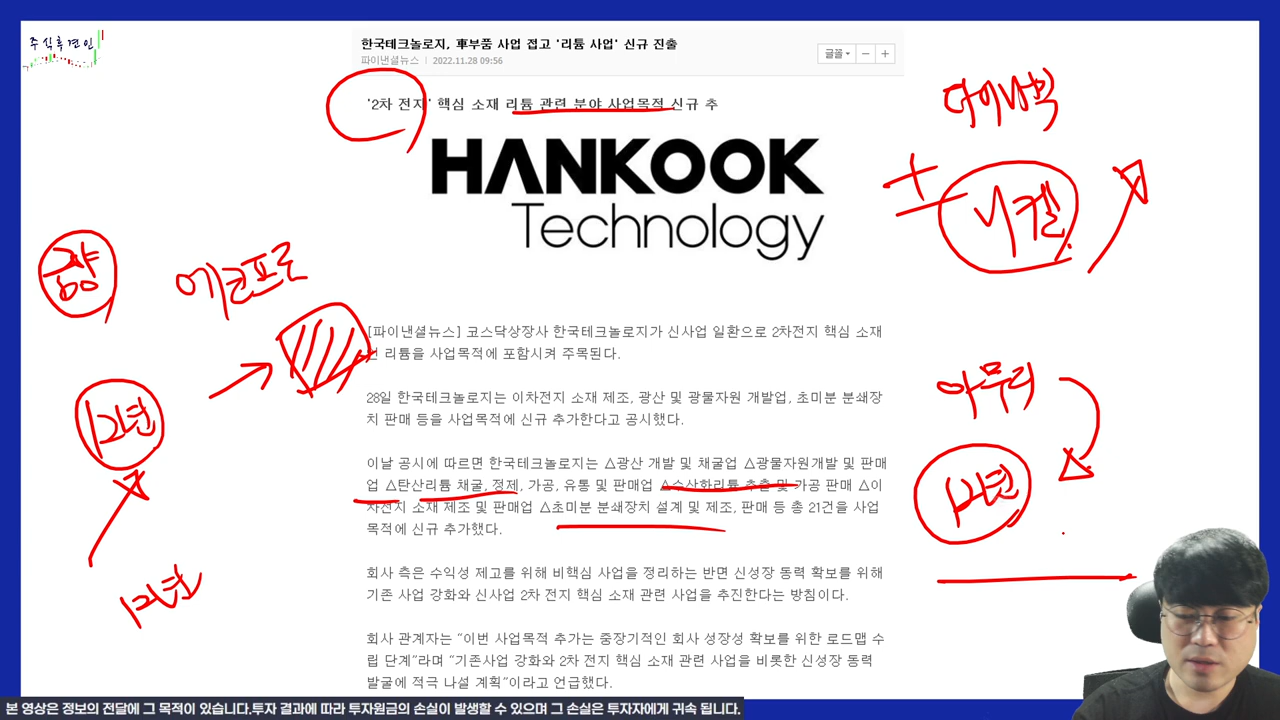 주식후견인
한국테크놀로지, 車부품 사업 접고 '리튬 사업' 신규 진출
파이낸셜뉴스 | 2022.11.28 09:56
글꼴 - +
'2차 전지' 핵심 소재 리튬 관련 분야 사업목적 신규 추
HANKOOK
Technology
[파이낸셜뉴스] 코스닥상장사 한국테크놀로지가 신사업 일환으로 2차전지 핵심 소재
인 리튬을 사업목적에 포함시켜 주목된다.
28일 한국테크놀로지는 이차전지 소재 제조, 광산 및 광물자원 개발업, 초미분 분쇄장
치 판매 등을 사업목적에 신규 추가한다고 공시했다.
이날 공시에 따르면 한국테크놀로지는 △광산 개발 및 채굴업 △광물자원개발 및 판매
업 △탄산리튬 채굴, 정제, 가공, 유통 및 판매업 △수산화리튬 추출 및 가공 판매 △이
차전지 소재 제조 및 판매업 △초미분 분쇄장치 설계 및 제조, 판매 등 총 21건을 사업
목적에 신규 추가했다.
회사 측은 수익성 제고를 위해 비핵심 사업을 정리하는 반면 신성장 동력 확보를 위해
기존 사업 강화와 신사업 2차 전지 핵심 소재 관련 사업을 추진한다는 방침이다.
회사 관계자는 “이번 사업목적 추가는 중장기적인 회사 성장성 확보를 위한 로드맵 수
립 단계”라며 “기존사업 강화와 2차 전지 핵심 소재 관련 사업을 비롯한 신성장 동력
발굴에 적극 나설 계획”이라고 언급했다.
에코프로
다이나믹
+
니켈
아무리
본 영상은 정보의 전달에 그 목적이 있습니다.투자 결과에 따라 투자원금의 손실이 발생할 수 있으며 그 손실은 투자자에게 귀속 됩니다.